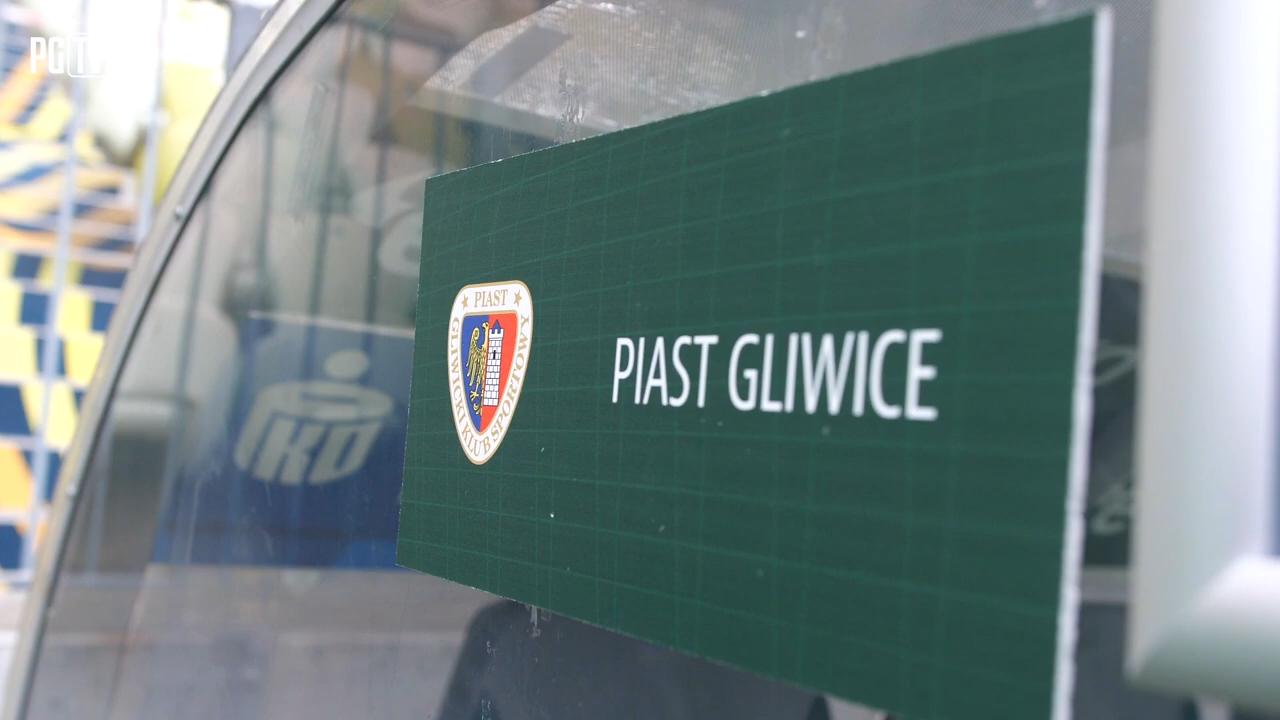 PGTV
PIAST
GLIWICKI KLUB SPORTOWY
PIAST GLIWICE
PKO